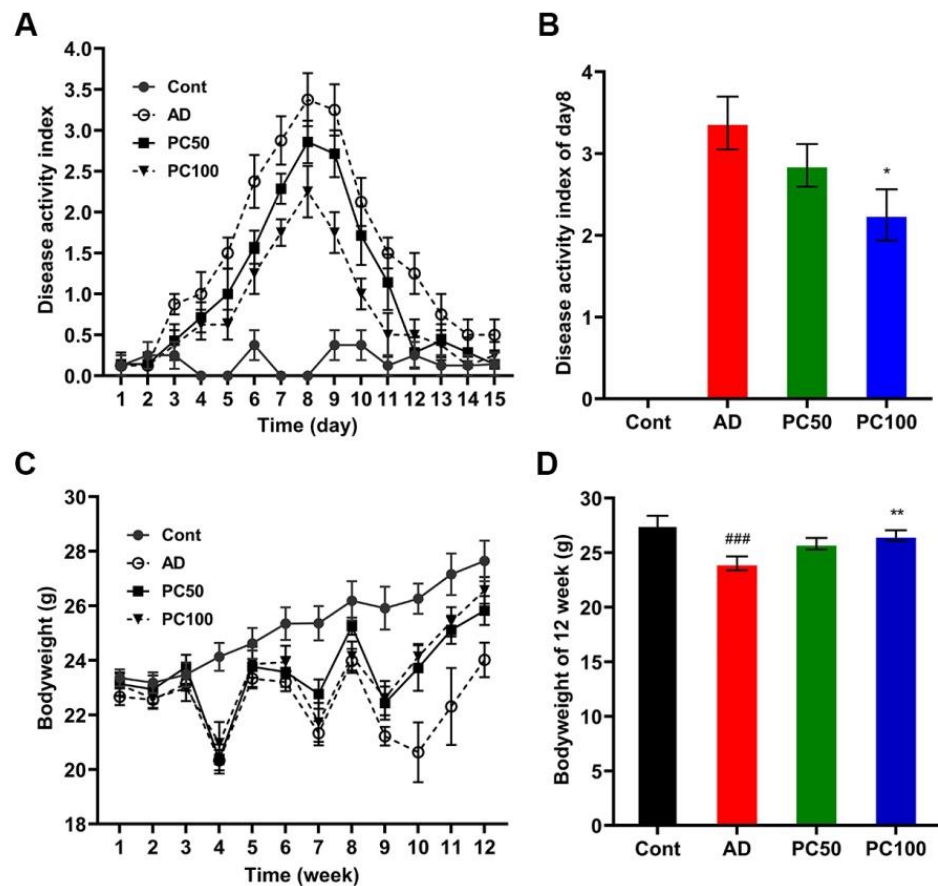 A
Disease activity index
4.0
3.5
3.0
2.5
2.0
1.5
1.0
0.5
0.0
Cont
AD
PC50
PC100
1 2 3 4 5 6 7 8 9 10 11 12 13 14 15
Time (day)
B
Disease activity index of day8
4
3
2
1
0
*
Cont AD PC50 PC100
C
Bodyweight (g)
30
28
26
24
22
20
18
Cont
AD
PC50
PC100
1 2 3 4 5 6 7 8 9 10 11 12
Time (week)
D
Bodyweight of 12 week (g)
30
25
20
15
10
5
0
###
**
Cont AD PC50 PC100